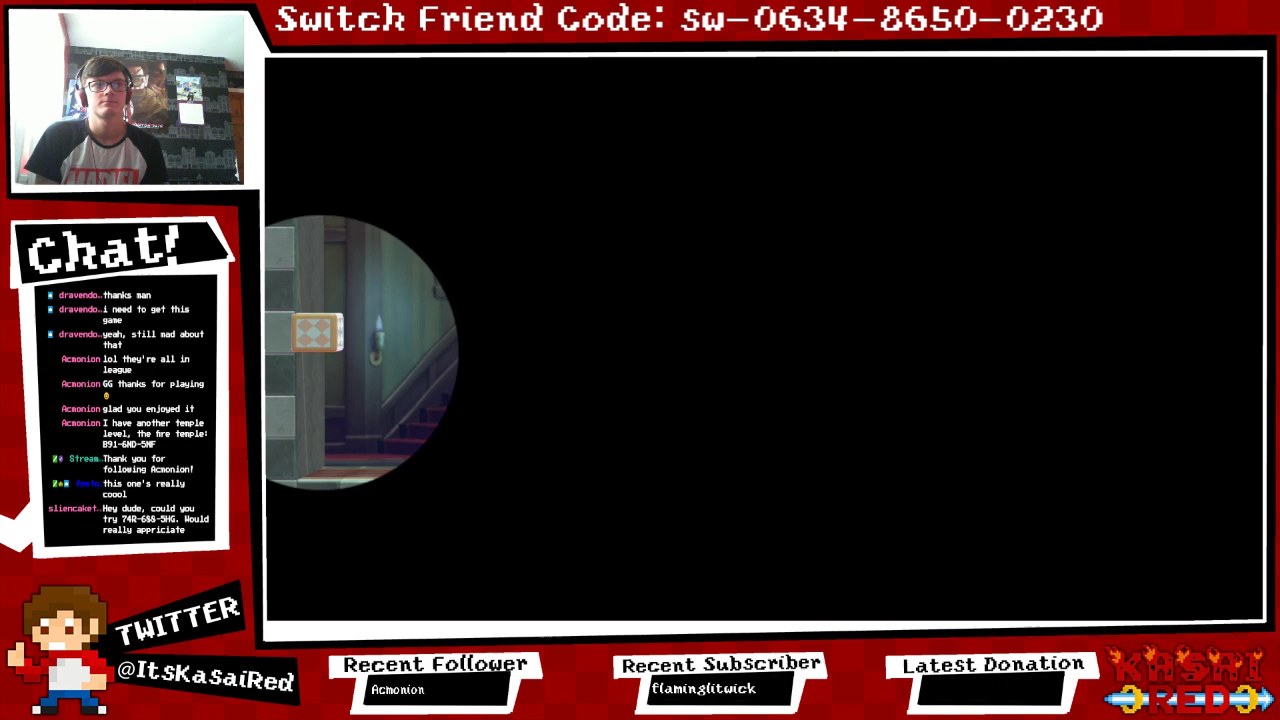 Switch Friend Code: SW-0634-8650-0230
MARVEL
Chat!
dravendo..thanks man
dravendo..i need to get this
game
dravendo..yeah, still mad about
that
Acmonion lol they're all in
league
Acmonion GG thanks for playing
Acmonion glad you enjoyed it
Acmonion I have another temple
level, the fire temple:
B91-6ND-5NF
Stream..Thank you for
following Acmonion!
this one's really
coool
sliencaket..Hey dude, could you
try 74R-6S8-5HG. Would
really appriciate
TWITTER
@ItsKasaiRed
Recent Follower
Acmonion
Recent Subscriber
flaminglitwick
Latest Donation
KASAI
RED